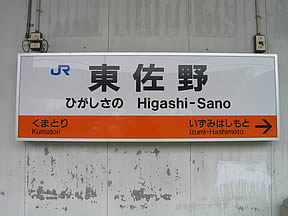 JR 東佐野
ひがしさの Higashi-Sano
くまとり いずみはしもと →
Kumatori Izumi-Hashimoto